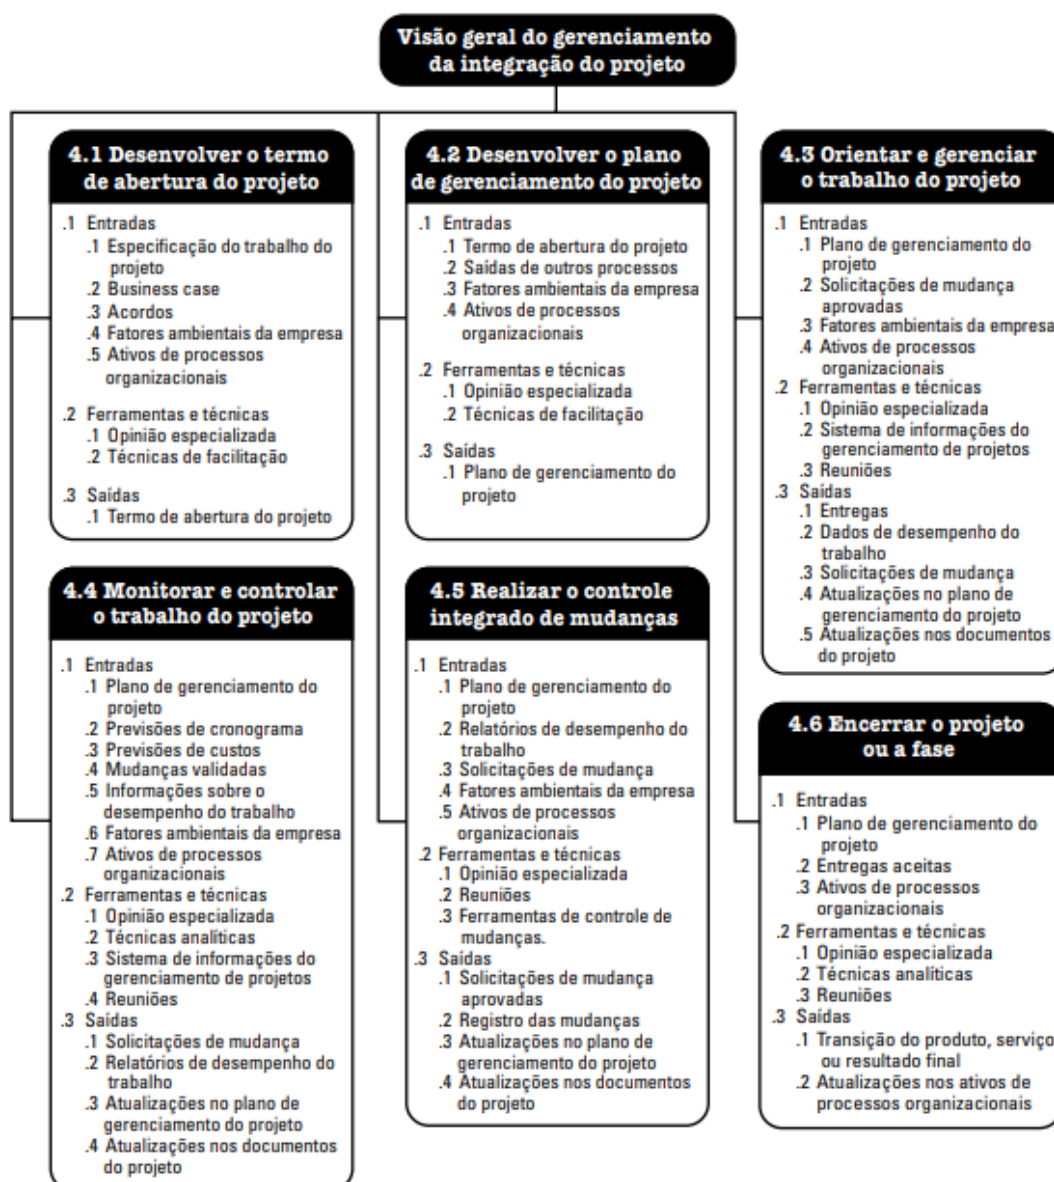 Visão geral do gerenciamento
da integração do projeto
4.1 Desenvolver o termo
de abertura do projeto
.1 Entradas
.1 Especificação do trabalho do
projeto
.2 Business case
.3 Acordos
.4 Fatores ambientais da empresa
.5 Ativos de processos
organizacionais
.2 Ferramentas e técnicas
.1 Opinião especializada
.2 Técnicas de facilitação
.3 Saídas
.1 Termo de abertura do projeto
4.2 Desenvolver o plano
de gerenciamento do projeto
.1 Entradas
.1 Termo de abertura do projeto
.2 Saídas de outros processos
.3 Fatores ambientais da empresa
.4 Ativos de processos
organizacionais
.2 Ferramentas e técnicas
.1 Opinião especializada
.2 Técnicas de facilitação
.3 Saídas
.1 Plano de gerenciamento do
projeto
4.3 Orientar e gerenciar
o trabalho do projeto
.1 Entradas
.1 Plano de gerenciamento do
projeto
.2 Solicitações de mudança
aprovadas
.3 Fatores ambientais da empresa
.4 Ativos de processos
organizacionais
.2 Ferramentas e técnicas
.1 Opinião especializada
.2 Sistema de informações do
gerenciamento de projetos
.3 Reuniões
.3 Saídas
.1 Entregas
.2 Dados de desempenho do
trabalho
.3 Solicitações de mudança
.4 Atualizações no plano de
gerenciamento do projeto
.5 Atualizações nos documentos
do projeto
4.4 Monitorar e controlar
o trabalho do projeto
.1 Entradas
.1 Plano de gerenciamento do
projeto
.2 Previsões de cronograma
.3 Previsões de custos
.4 Mudanças validadas
.5 Informações sobre o
desempenho do trabalho
.6 Fatores ambientais da empresa
.7 Ativos de processos
organizacionais
.2 Ferramentas e técnicas
.1 Opinião especializada
.2 Técnicas analíticas
.3 Sistema de informações do
gerenciamento de projetos
.4 Reuniões
.3 Saídas
.1 Solicitações de mudança
.2 Relatórios de desempenho do
trabalho
.3 Atualizações no plano de
gerenciamento do projeto
.4 Atualizações nos documentos
do projeto
4.5 Realizar o controle
integrado de mudanças
.1 Entradas
.1 Plano de gerenciamento do
projeto
.2 Relatórios de desempenho do
trabalho
.3 Solicitações de mudança
.4 Fatores ambientais da empresa
.5 Ativos de processos
organizacionais
.2 Ferramentas e técnicas
.1 Opinião especializada
.2 Reuniões
.3 Ferramentas de controle de
mudanças.
.3 Saídas
.1 Solicitações de mudança
aprovadas
.2 Registro das mudanças
.3 Atualizações no plano de
gerenciamento do projeto
.4 Atualizações nos documentos
do projeto
4.6 Encerrar o projeto
ou a fase
.1 Entradas
.1 Plano de gerenciamento do
projeto
.2 Entregas aceitas
.3 Ativos de processos
organizacionais
.2 Ferramentas e técnicas
.1 Opinião especializada
.2 Técnicas analíticas
.3 Reuniões
.3 Saídas
.1 Transição do produto, serviço
ou resultado final
.2 Atualizações nos ativos de
processos organizacionais